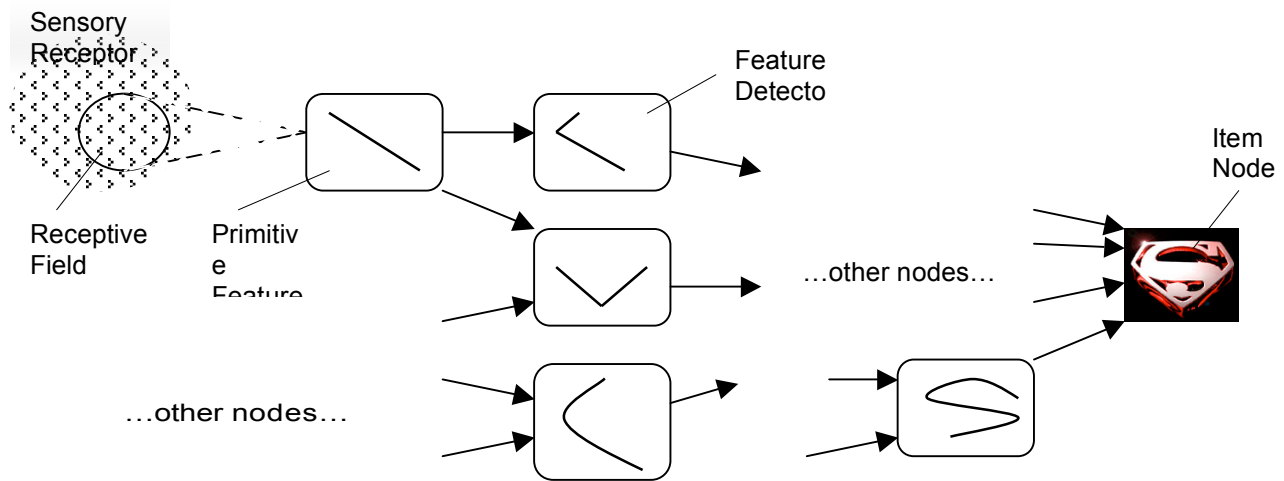 Sensory
Receptor
Feature
Detecto
Item
Node
Receptive
Field
Primitiv
e
Feature
…other nodes…
…other nodes…